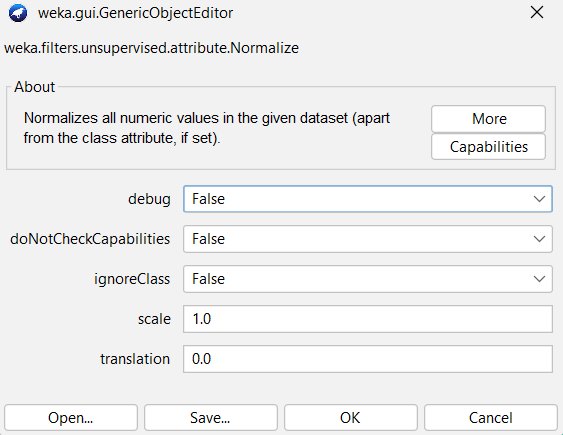 weka.gui.GenericObjectEditor
weka.filters.unsupervised.attribute.Normalize
About
Normalizes all numeric values in the given dataset (apart
from the class attribute, if set).
More
Capabilities
debug False
doNotCheckCapabilities False
ignoreClass False
scale 1.0
translation 0.0
Open... Save... OK Cancel